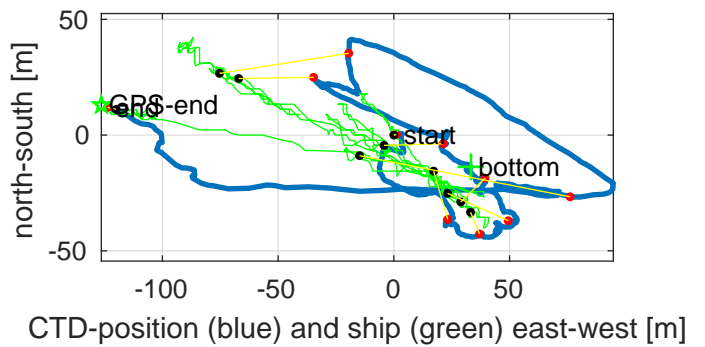 50
0
-50
north-south [m]
GPS-end
end
start
bottom
-100
-50
0
50
CTD-position (blue) and ship (green) east-west [m]